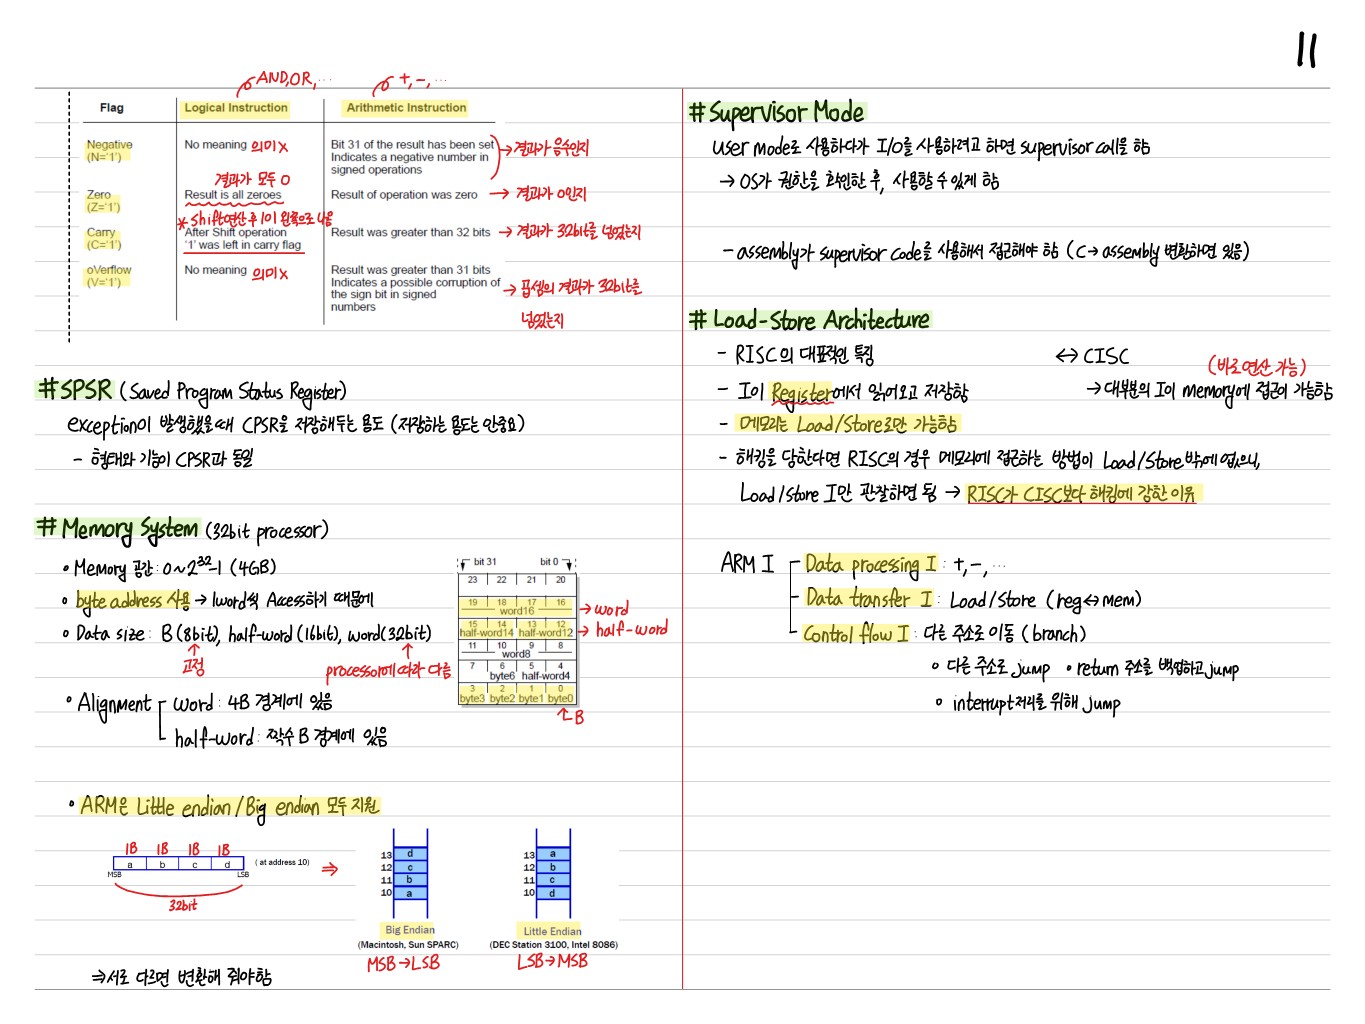 11
AND,OR, ...
+, -, ...
Flag Logical Instruction Arithmetic Instruction
Negative (N='1')
No meaning 의미x
Bit 31 of the result has been set
Indicates a negative number in
signed operations
→ 결과가 음수인지
결과가 모두 0
Zero (Z='1')
Result is all zeroes
Result of operation was zero → 결과가 0인지
* shift연산 후 1이 왼쪽으로 나옴
Carry (C='1')
After Shift operation
'1' was left in carry flag
Result was greater than 32 bits → 결과가 32bit를 넘었는지
oVerflow (V='1')
No meaning 의미x
Result was greater than 31 bits
Indicates a possible corruption of
the sign bit in signed
numbers
→ 덧셈의 결과가 32bit를
넘었는지
# SPSR (Saved Program Status Register)
exception이 발생했을때 CPSR을 저장해두는 용도 (저장하는 용도는 안중요)
- 형태와 기능이 CPSR과 동일
# Memory System (32bit processor)
• Memory 공간: 0 ~ 2³²-1 (4GB)
• byte address 사용 → 1word씩 Access하기 때문에
• Data size: B (8bit), half-word (16bit), word (32bit)
↑ 고정
↑ processor에 따라 다름
• Alignment
word : 4B 경계에 있음
half-word : 짝수 B 경계에 있음
bit 31 bit 0
23 22 21 20
19 18 17 16
word16
→ word
15 14 13 12
half-word14 half-word12
→ half-word
11 10 9 8
word8
7 6 5 4
byte6 half-word4
3 2 1 0
byte3 byte2 byte1 byte0
↑ B
• ARM은 Little endian / Big endian 모두 지원
1B 1B 1B 1B
a b c d ( at address 10) ⇒
MSB LSB
32bit
13 d
12 c
11 b
10 a
Big Endian
(Macintosh, Sun SPARC)
MSB → LSB
13 a
12 b
11 c
10 d
Little Endian
(DEC Station 3100, Intel 8086)
LSB → MSB
⇒ 서로 다르면 변환해 줘야함
# Supervisor Mode
user mode로 사용하다가 I/O를 사용하려고 하면 supervisor call을 함
→ OS가 권한을 확인한 후, 사용할 수 있게 함
- assembly가 supervisor code를 사용해서 접근해야 함 (C → assembly 변환하면 있음)
# Load-Store Architecture
- RISC의 대표적인 특징 ↔ CISC
(바로 연산 가능)
- I이 Register에서 읽어오고 저장함 → 대부분의 I이 memory에 접근이 가능함
- 메모리는 Load/Store로만 가능함
- 해킹을 당한다면 RISC의 경우 메모리에 접근하는 방법이 Load/Store밖에 없으니,
Load/store I만 관찰하면 됨 → RISC가 CISC보다 해킹에 강한 이유
ARM I
Data processing I : +, -, ...
Data transfer I : Load/Store (reg ↔ mem)
Control flow I : 다른 주소로 이동 (branch)
• 다른 주소로 jump • return 주소를 백업하고 jump
• interrupt처리를 위해 jump